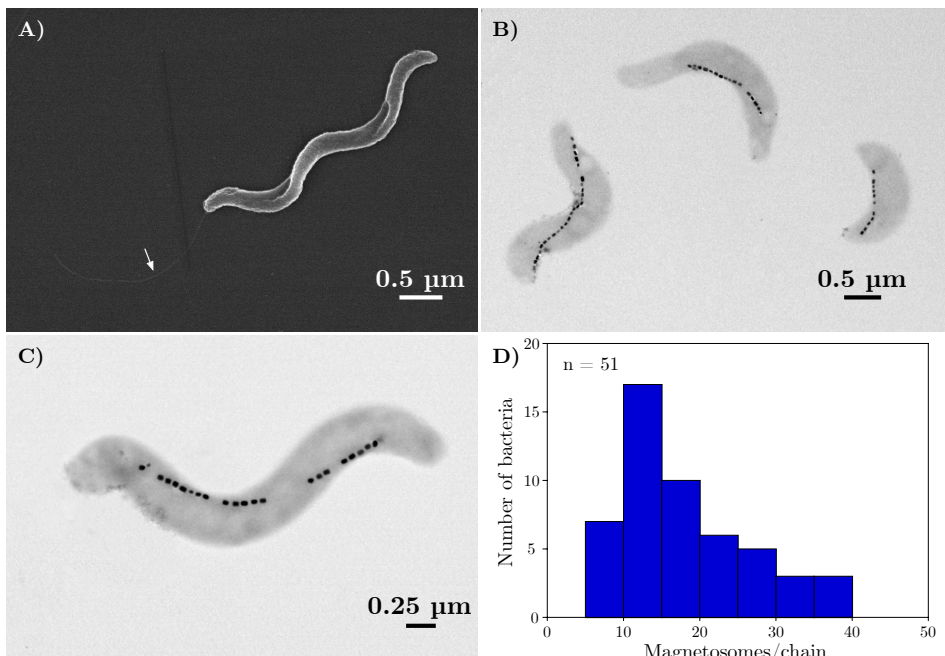 A)
0.5 µm
B)
0.5 µm
C)
0.25 µm
D)
n = 51
Number of bacteria
20
15
10
5
0
0 10 20 30 40 50
Magnetosomes/chain